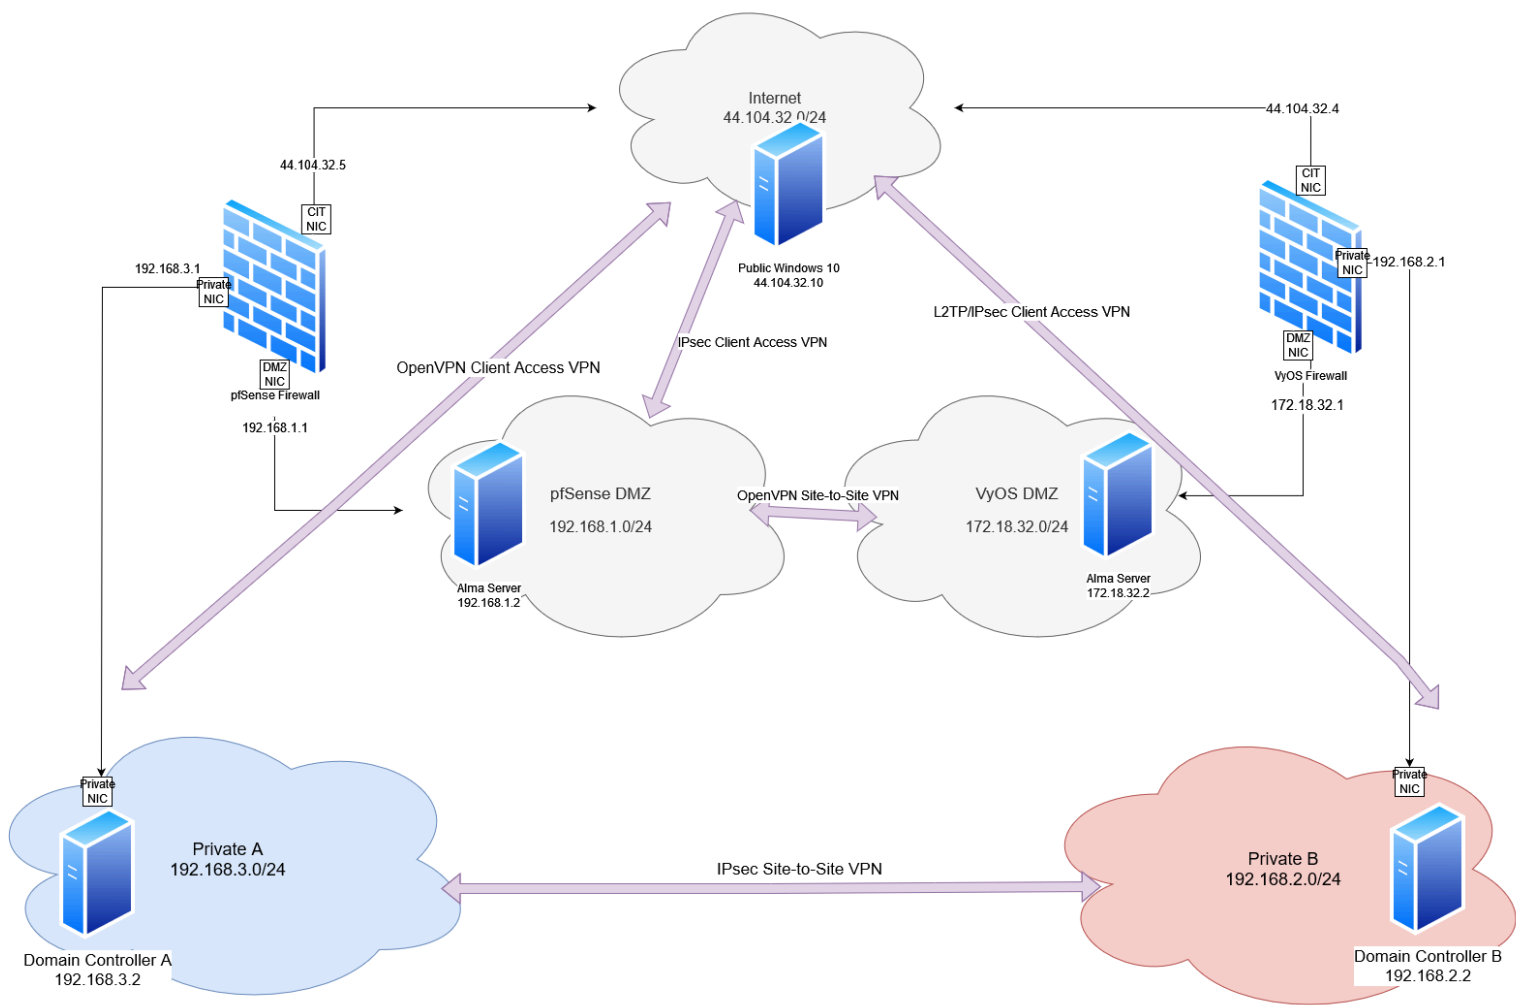 Internet
44.104.32.0/24
44.104.32.4
44.104.32.5
CIT
NIC
CIT
NIC
192.168.3.1
Private
NIC
Public Windows 10
44.104.32.10
Private
NIC
192.168.2.1
L2TP/IPsec Client Access VPN
IPsec Client Access VPN
OpenVPN Client Access VPN
DMZ
NIC
pfSense Firewall
192.168.1.1
DMZ
NIC
VyOS Firewall
172.18.32.1
pfSense DMZ
192.168.1.0/24
OpenVPN Site-to-Site VPN
VyOS DMZ
172.18.32.0/24
Alma Server
192.168.1.2
Alma Server
172.18.32.2
Private
NIC
Private
NIC
Private A
192.168.3.0/24
IPsec Site-to-Site VPN
Private B
192.168.2.0/24
Domain Controller A
192.168.3.2
Domain Controller B
192.168.2.2